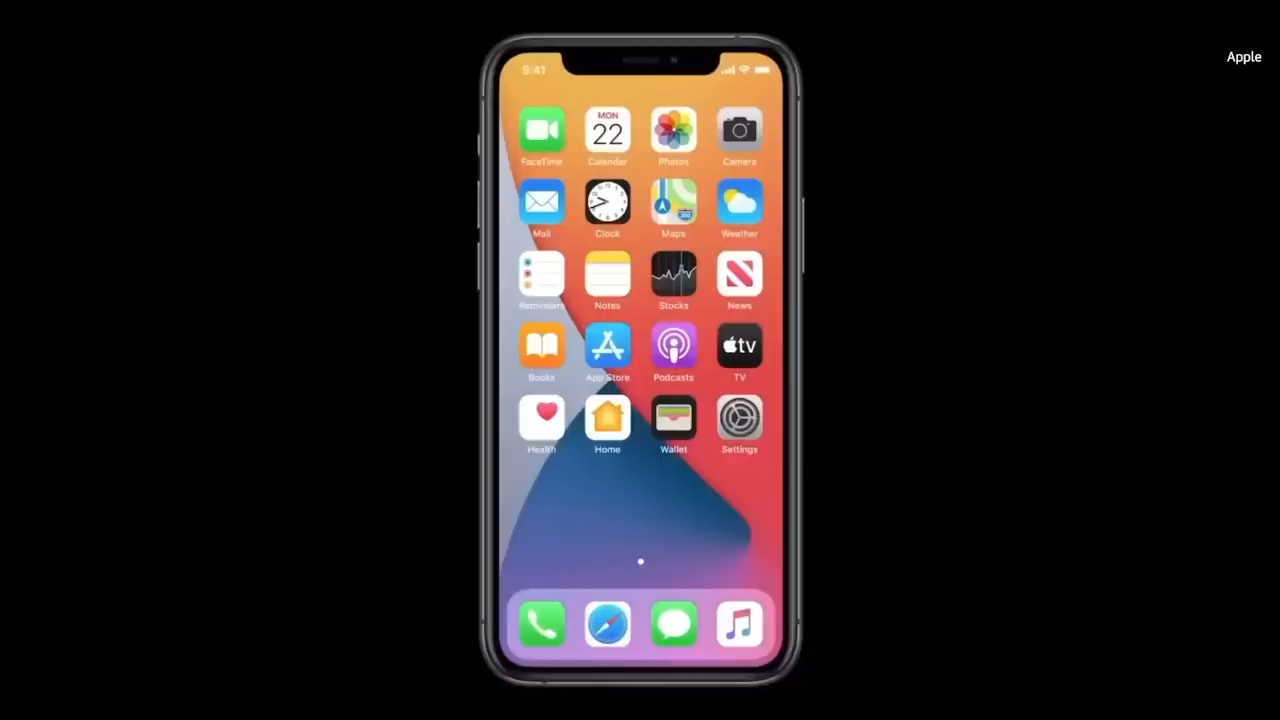 Apple
9:41
MON
22
FaceTime Calendar Photos Camera
280
Mail Clock Maps Weather
Reminders Notes Stocks News
tv
Books App Store Podcasts TV
Health Home Wallet Settings